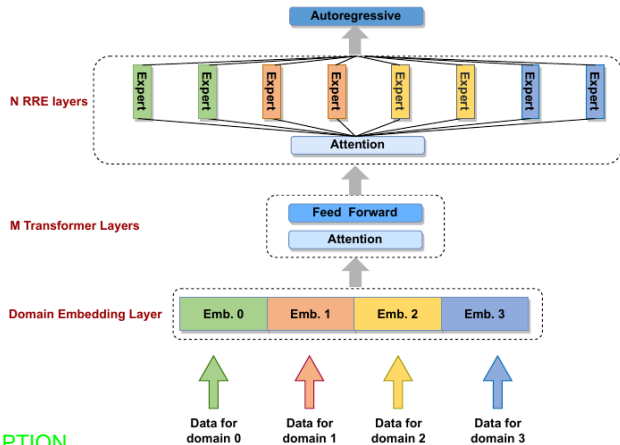 Autoregressive
N RRE layers
Expert Expert Expert Expert Expert Expert Expert Expert
Attention
M Transformer Layers
Feed Forward
Attention
Domain Embedding Layer
Emb. 0 Emb. 1 Emb. 2 Emb. 3
Data for Data for Data for Data for
domain 0 domain 1 domain 2 domain 3
PTION